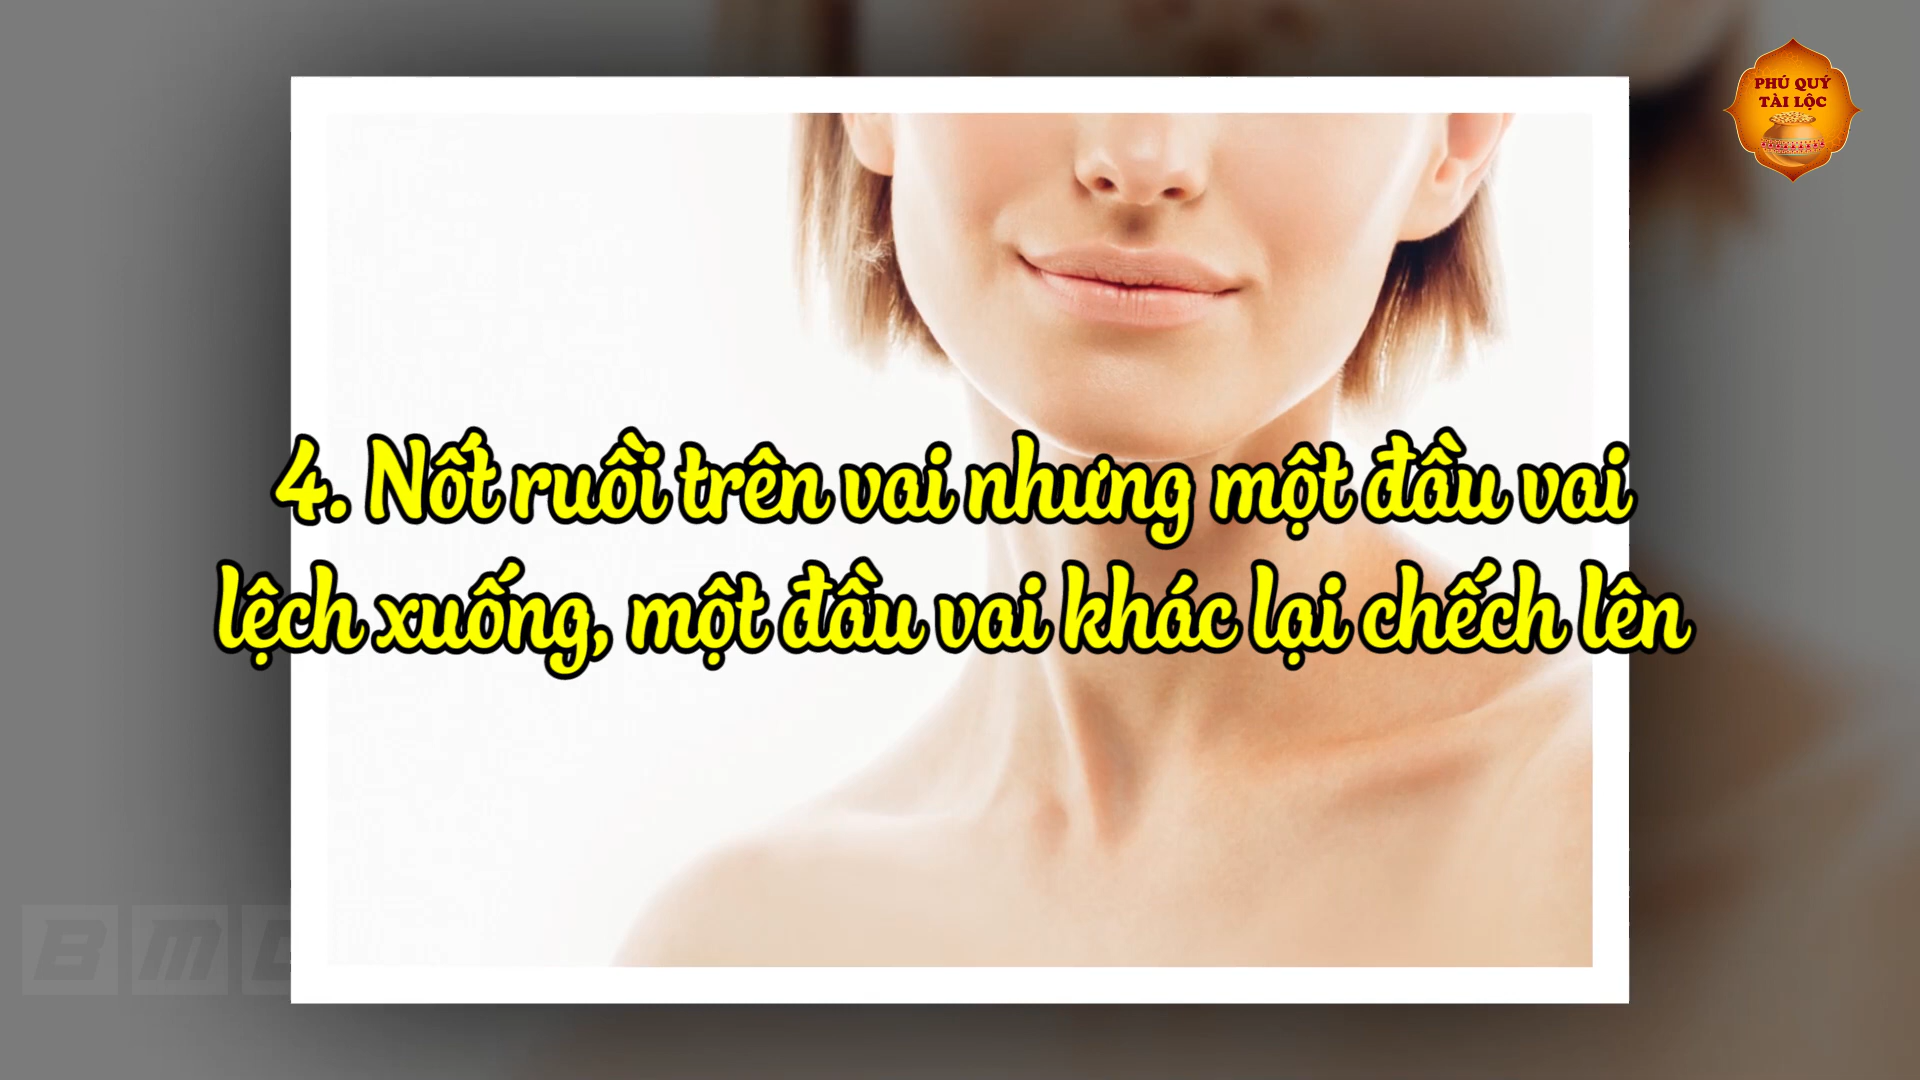 PHÚ QUÝ
TÀI LỘC
4. Nốt ruồi trên vai nhưng một đầu vai
lệch xuống, một đầu vai khác lại chếch lên
BMC